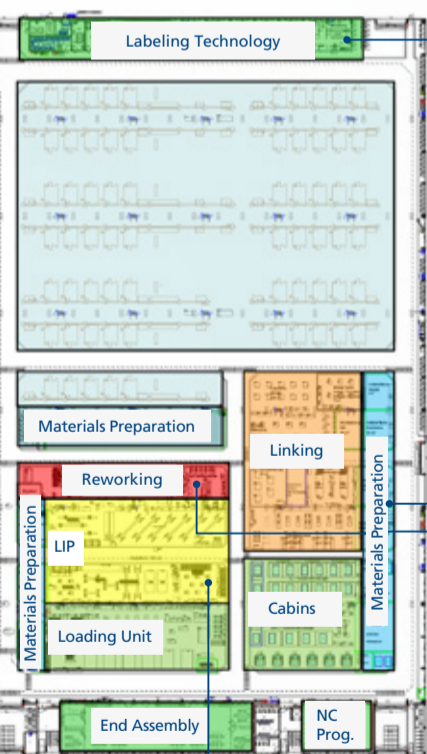 Labeling Technology
Materials Preparation
Linking
Reworking
Materials Preparation
Materials Preparation
LIP
Cabins
Loading Unit
End Assembly
NC
Prog.